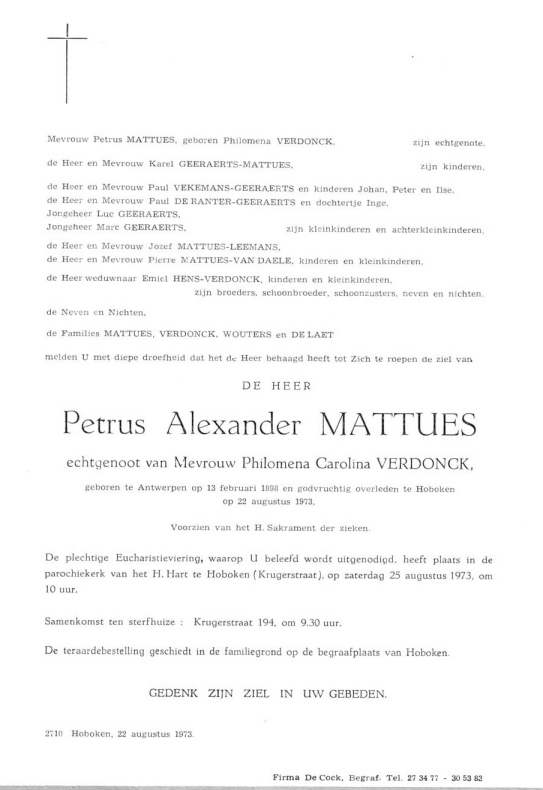 Mevrouw Petrus MATTUES, geboren Philomena VERDONCK, zijn echtgenote,
de Heer en Mevrouw Karel GEERAERTS-MATTUES, zijn kinderen,
de Heer en Mevrouw Paul VEKEMANS-GEERAERTS en kinderen Johan, Peter en Ilse,
de Heer en Mevrouw Paul DE RANTER-GEERAERTS en dochtertje Inge,
Jongeheer Luc GEERAERTS,
Jongeheer Marc GEERAERTS, zijn kleinkinderen en achterkleinkinderen,
de Heer en Mevrouw Jozef MATTUES-LEEMANS,
de Heer en Mevrouw Pierre MATTUES-VAN DAELE, kinderen en kleinkinderen,
de Heer weduwnaar Emiel HENS-VERDONCK, kinderen en kleinkinderen,
zijn broeders, schoonbroeder, schoonzusters, neven en nichten,
de Neven en Nichten,
de Families MATTUES, VERDONCK, WOUTERS en DE LAET
melden U met diepe droefheid dat het de Heer behaagd heeft tot Zich te roepen de ziel van
DE HEER
Petrus Alexander MATTUES
echtgenoot van Mevrouw Philomena Carolina VERDONCK,
geboren te Antwerpen op 13 februari 1898 en godvruchtig overleden te Hoboken
op 22 augustus 1973,
Voorzien van het H. Sakrament der zieken.
De plechtige Eucharistieviering, waarop U beleefd wordt uitgenodigd, heeft plaats in de
parochiekerk van het H. Hart te Hoboken (Krugerstraat), op zaterdag 25 augustus 1973, om
10 uur.
Samenkomst ten sterfhuize : Krugerstraat 194, om 9.30 uur.
De teraardebestelling geschiedt in de familiegrond op de begraafplaats van Hoboken.
GEDENK ZIJN ZIEL IN UW GEBEDEN.
2710 Hoboken, 22 augustus 1973.
Firma De Cock, Begraf. Tel. 27 34 77 - 30 53 82